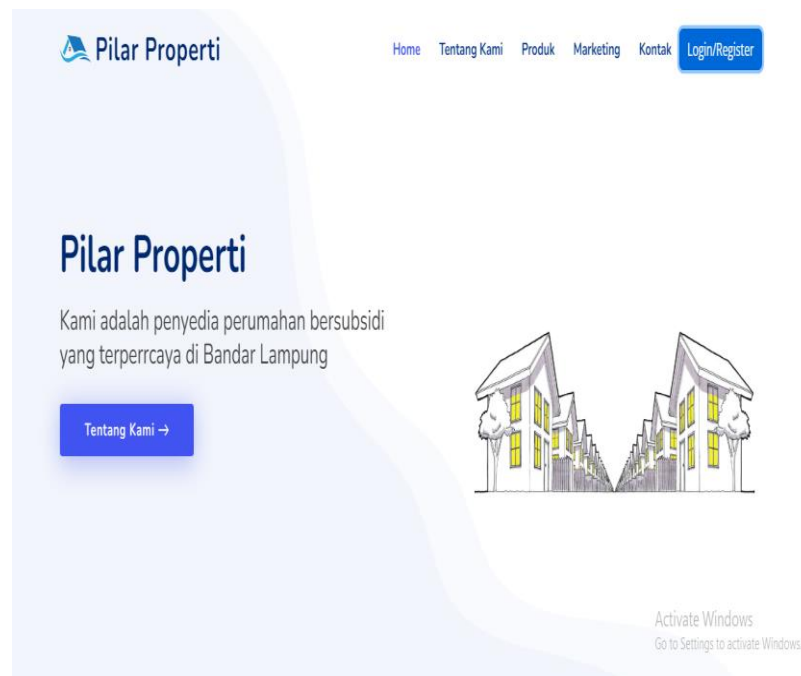 Pilar Properti
Home Tentang Kami Produk Marketing Kontak Login/Register
Pilar Properti
Kami adalah penyedia perumahan bersubsidi
yang terperrcaya di Bandar Lampung
Tentang Kami →
Activate Windows
Go to Settings to activate Windows.